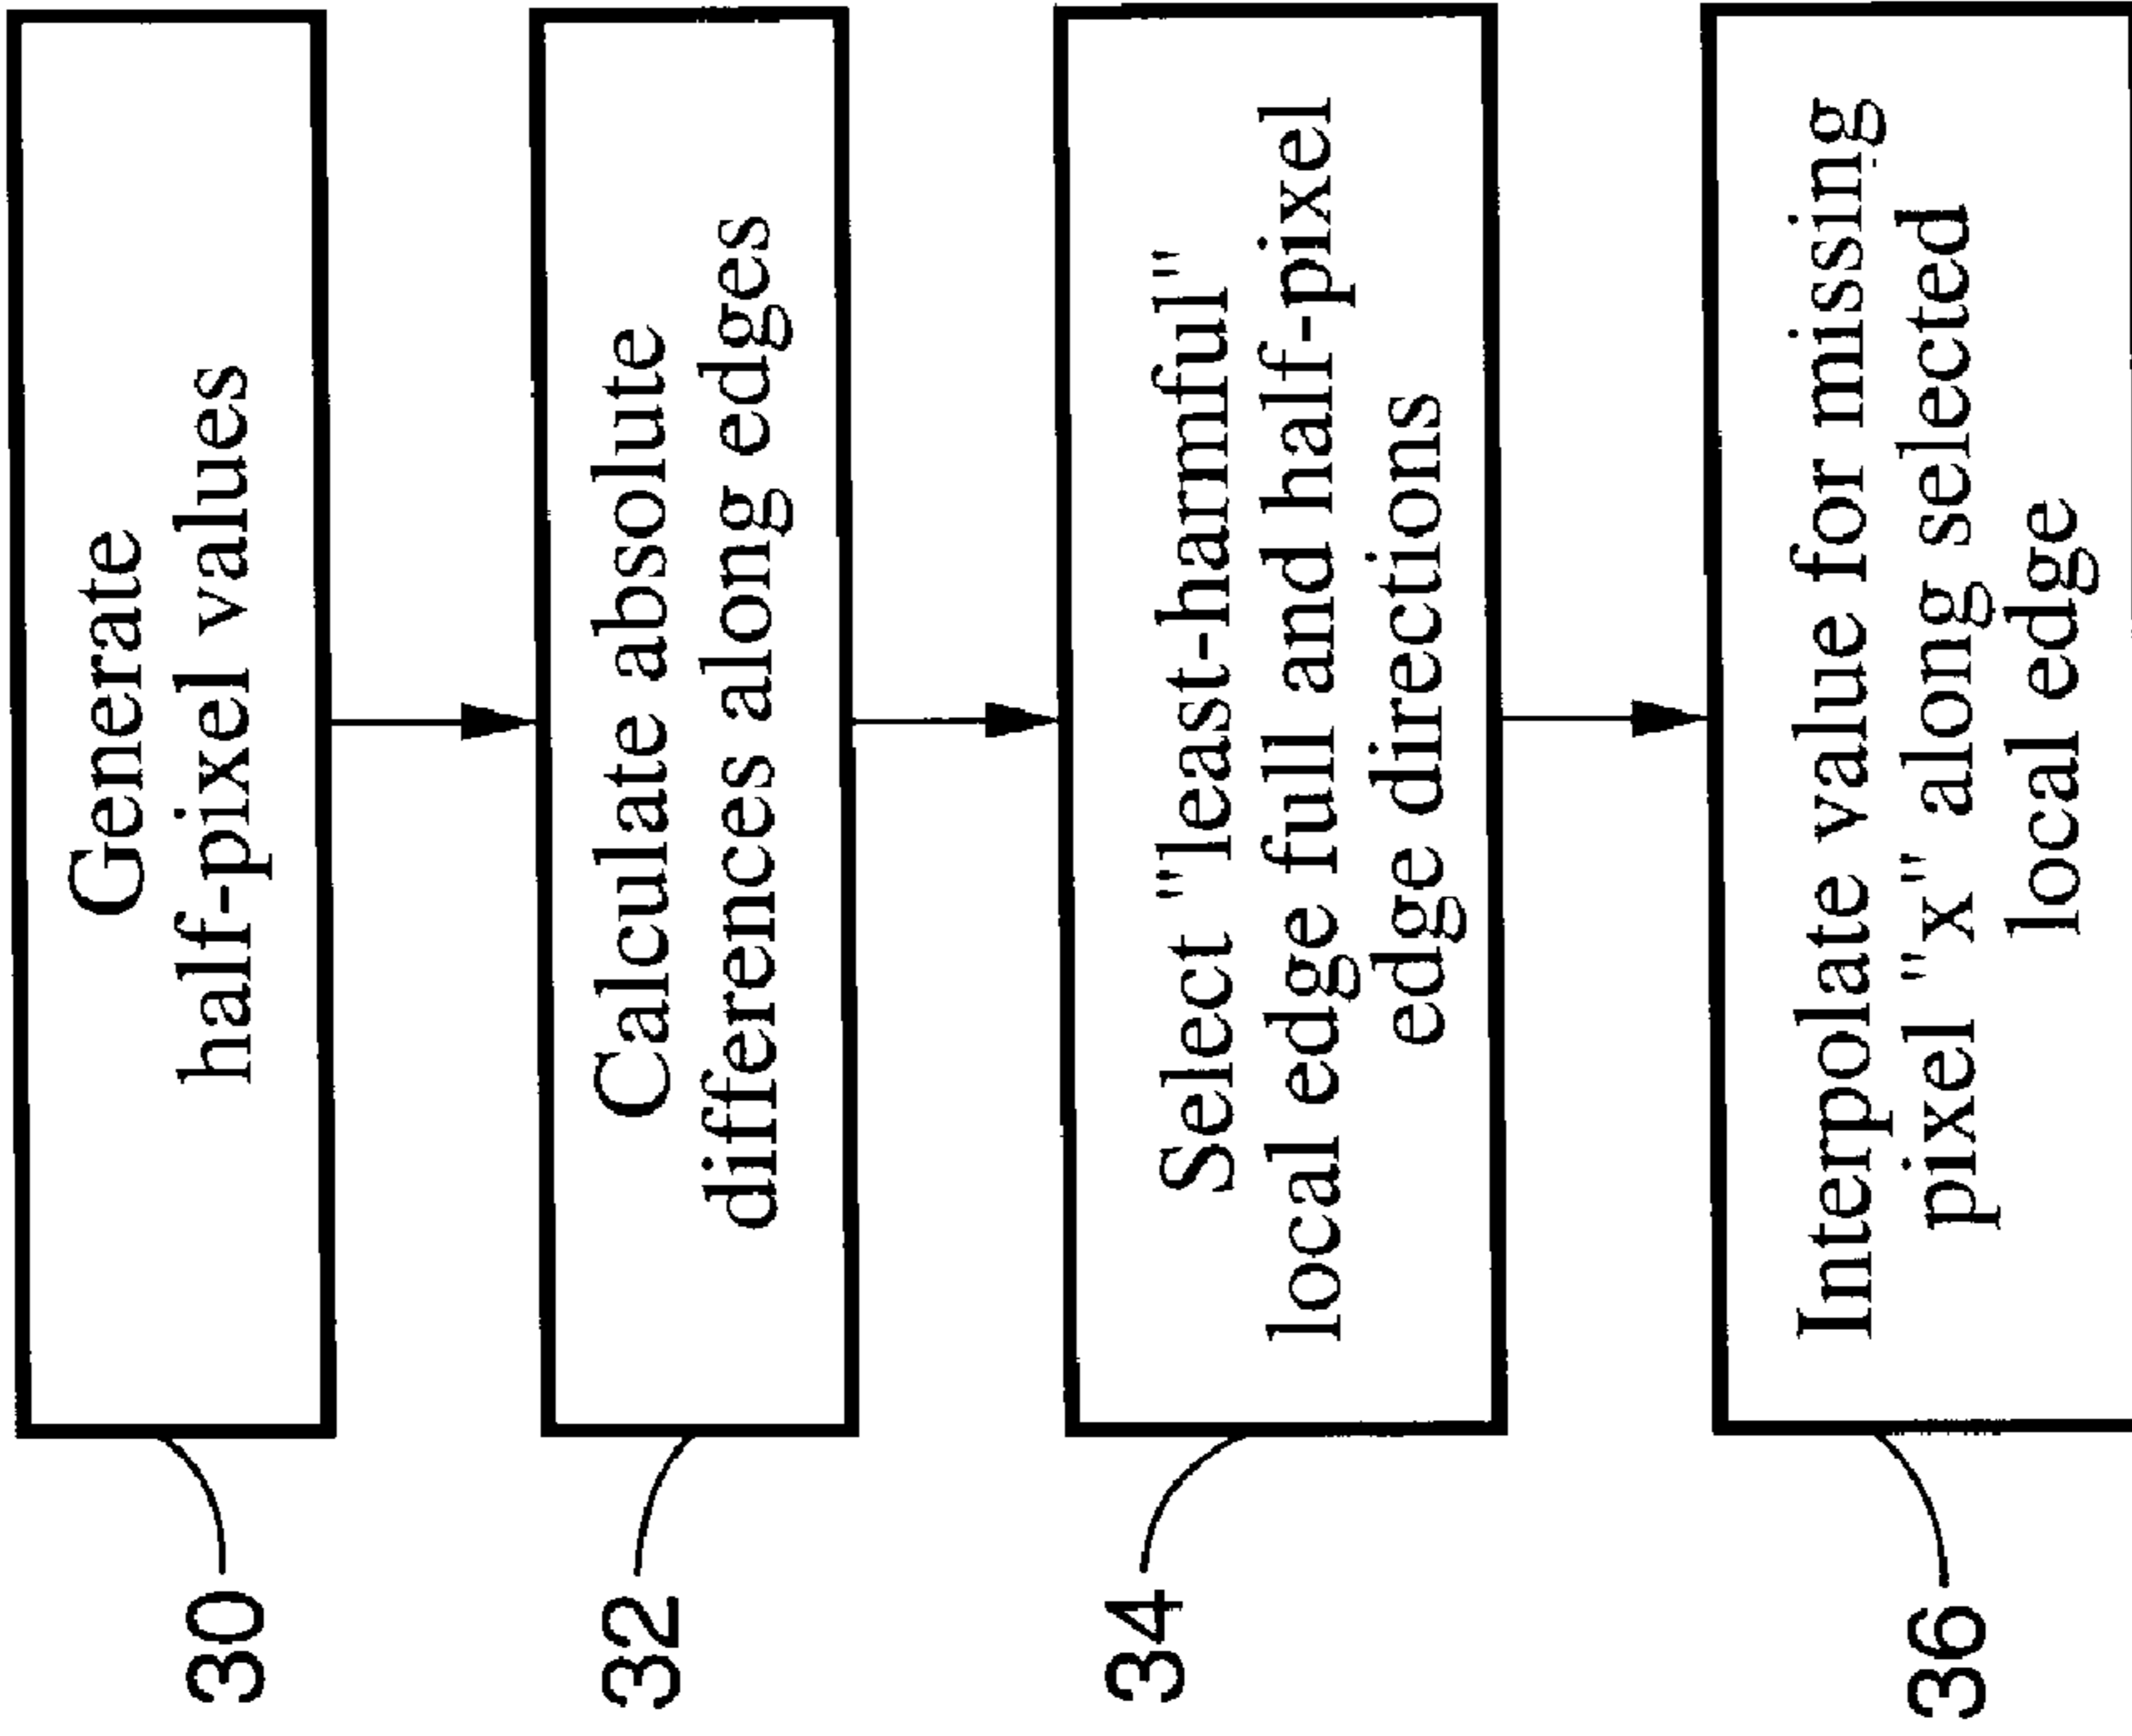 30
Generate
half-pixel values
32
Calculate absolute
differences along edges
34
Select "least-harmful"
local edge full and half-pixel
edge directions
36
Interpolate value for missing
pixel "x" along selected
local edge